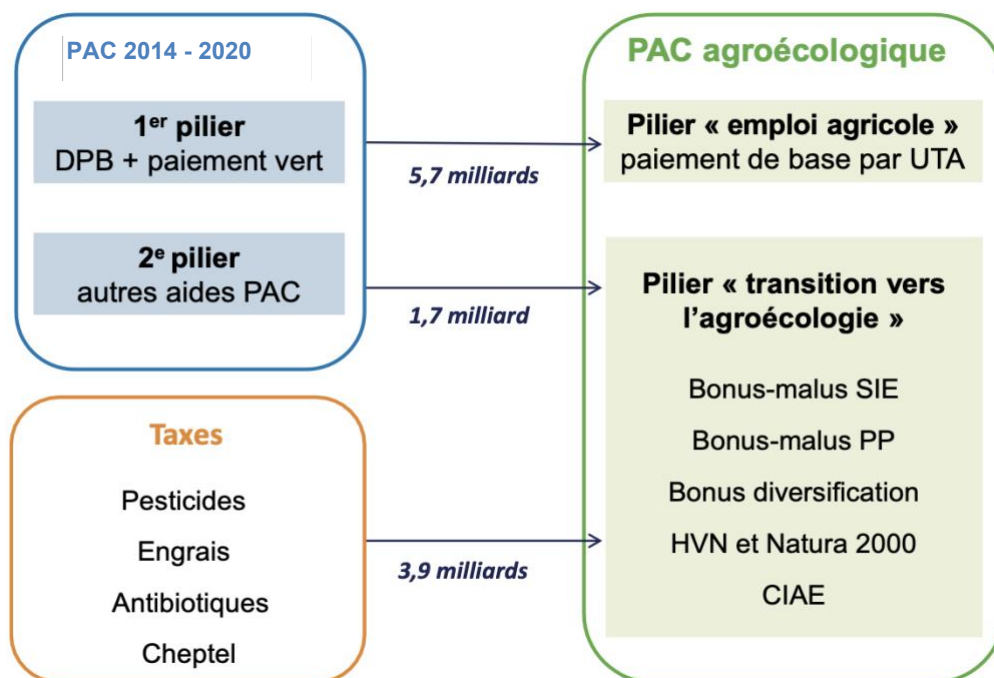 PAC 2014 - 2020
1er pilier
DPB + paiement vert
2e pilier
autres aides PAC
Taxes
Pesticides
Engrais
Antibiotiques
Cheptel
5,7 milliards
1,7 milliard
3,9 milliards
PAC agroécologique
Pilier « emploi agricole »
paiement de base par UTA
Pilier « transition vers
l’agroécologie »
Bonus-malus SIE
Bonus-malus PP
Bonus diversification
HVN et Natura 2000
CIAE